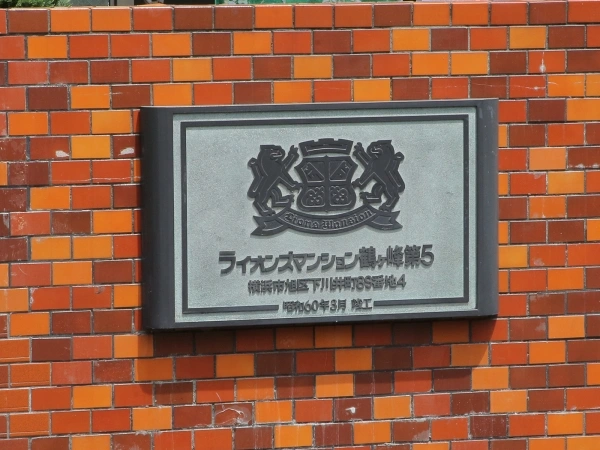 Lions Mansion
ライオンズマンション鶴ヶ峰第5
横浜市旭区下川井町89番地4
昭和60年3月 竣工